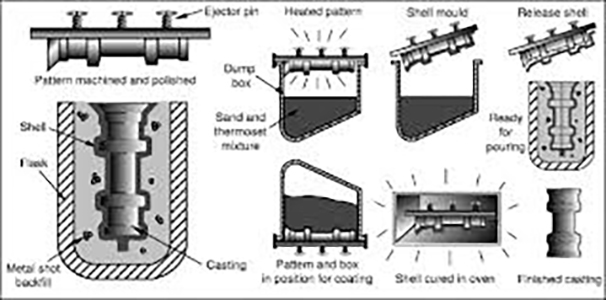 Ejector pin
Pattern machined and polished
Shell
Flask
Metal shot
backfill
Casting
Heated pattern
Dump
box
Sand and
thermoset
mixture
Pattern and box
in position for coating
Shell mould
Shell cured in oven
Release shell
Ready
for
pouring
Finished casting